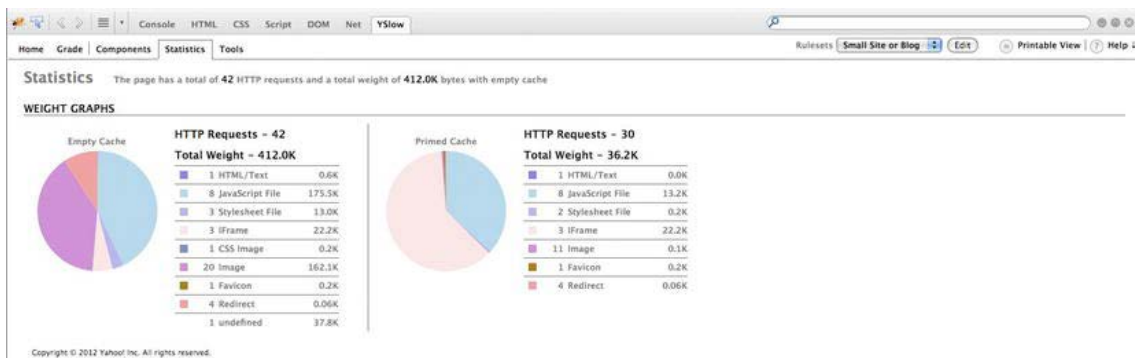 Console HTML CSS Script DOM Net YSlow
Home Grade Components Statistics Tools Rulesets Small Site or Blog Edit Printable View ? Help
Statistics The page has a total of 42 HTTP requests and a total weight of 412.0K bytes with empty cache
WEIGHT GRAPHS
Empty Cache
HTTP Requests - 42
Total Weight - 412.0K
1 HTML/Text 0.6K
8 JavaScript File 175.5K
3 Stylesheet File 13.0K
3 IFrame 22.2K
1 CSS Image 0.2K
20 Image 162.1K
1 Favicon 0.2K
4 Redirect 0.06K
1 undefined 37.8K
Primed Cache
HTTP Requests - 30
Total Weight - 36.2K
1 HTML/Text 0.0K
8 JavaScript File 13.2K
2 Stylesheet File 0.2K
3 IFrame 22.2K
11 Image 0.1K
1 Favicon 0.2K
4 Redirect 0.06K
Copyright © 2012 Yahoo! Inc. All rights reserved.